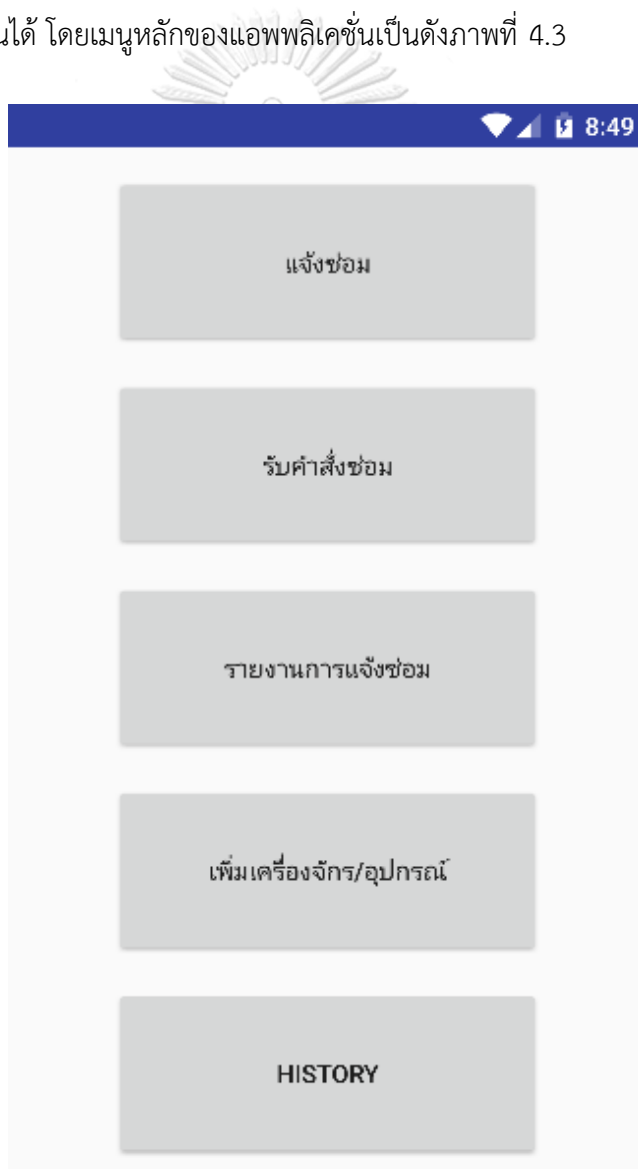 นได้ โดยเมนูหลักของแอพพลิเคชั่นเป็นดังภาพที่ 4.3
8:49
แจ้งซ่อม
รับคำสั่งซ่อม
รายงานการแจ้งซ่อม
เพิ่มเครื่องจักร/อุปกรณ์
HISTORY